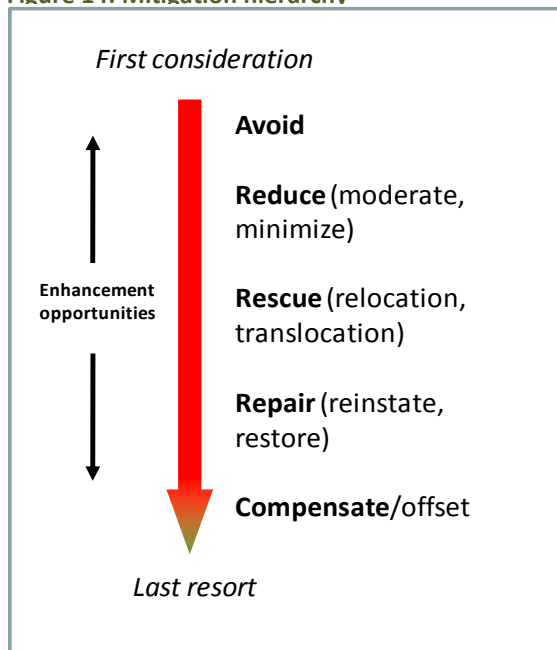 First consideration
Avoid
Reduce (moderate,
minimize)
Enhancement
opportunities
Rescue (relocation,
translocation)
Repair (reinstate,
restore)
Compensate/offset
Last resort